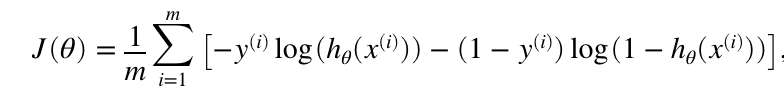 J(θ) = 1/m ∑_{i=1}^{m} [−y^{(i)} log(h_θ(x^{(i)})) − (1 − y^{(i)}) log(1 − h_θ(x^{(i)}))],